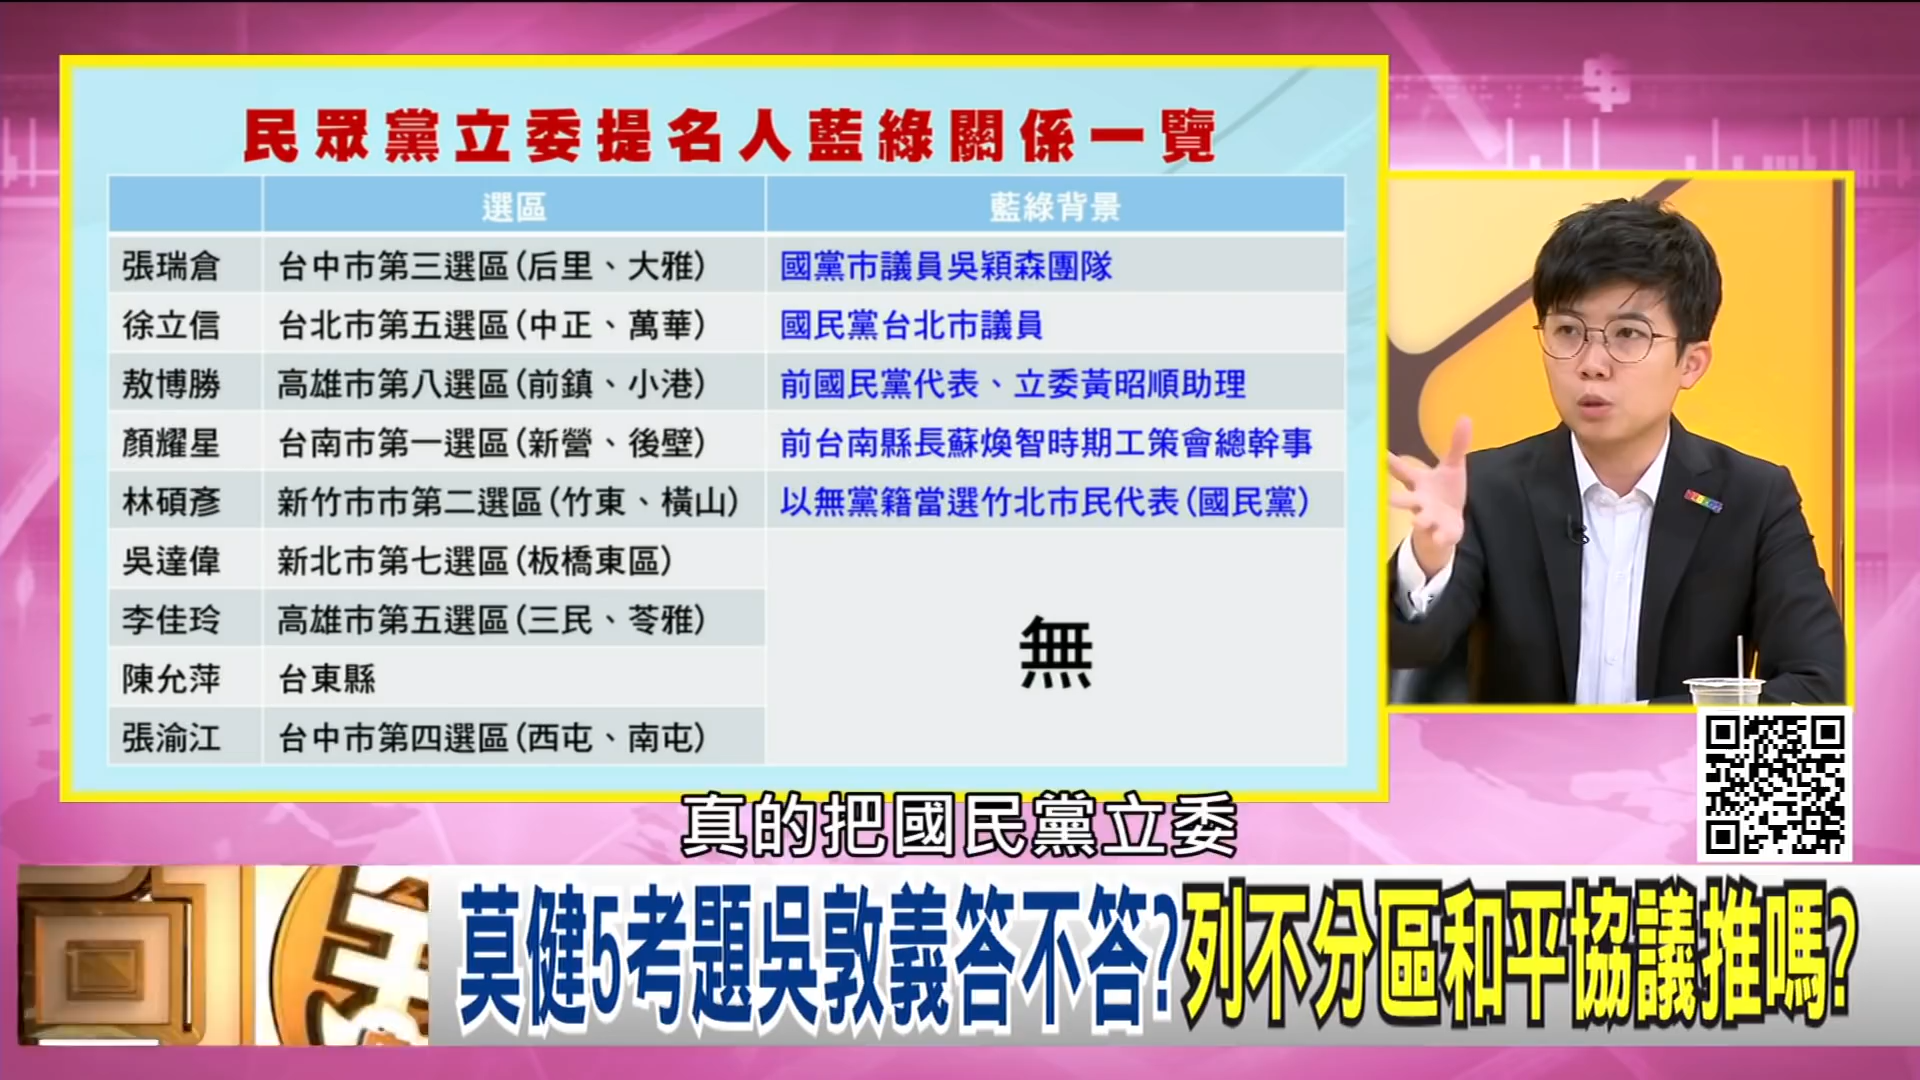 民眾黨立委提名人藍綠關係一覽
選區 藍綠背景
張瑞倉 台中市第三選區(后里、大雅) 國黨市議員吳穎森團隊
徐立信 台北市第五選區(中正、萬華) 國民黨台北市議員
敖博勝 高雄市第八選區(前鎮、小港) 前國民黨代表、立委黃昭順助理
顏耀星 台南市第一選區(新營、後壁) 前台南縣長蘇煥智時期工策會總幹事
林碩彥 新竹市市第二選區(竹東、橫山) 以無黨籍當選竹北市民代表(國民黨)
吳達偉 新北市第七選區(板橋東區)
李佳玲 高雄市第五選區(三民、苓雅)
無
陳允萍 台東縣
張渝江 台中市第四選區(西屯、南屯)
真的把國民黨立委
莫健5考題吳敦義答不答?列不分區和平協議推嗎?